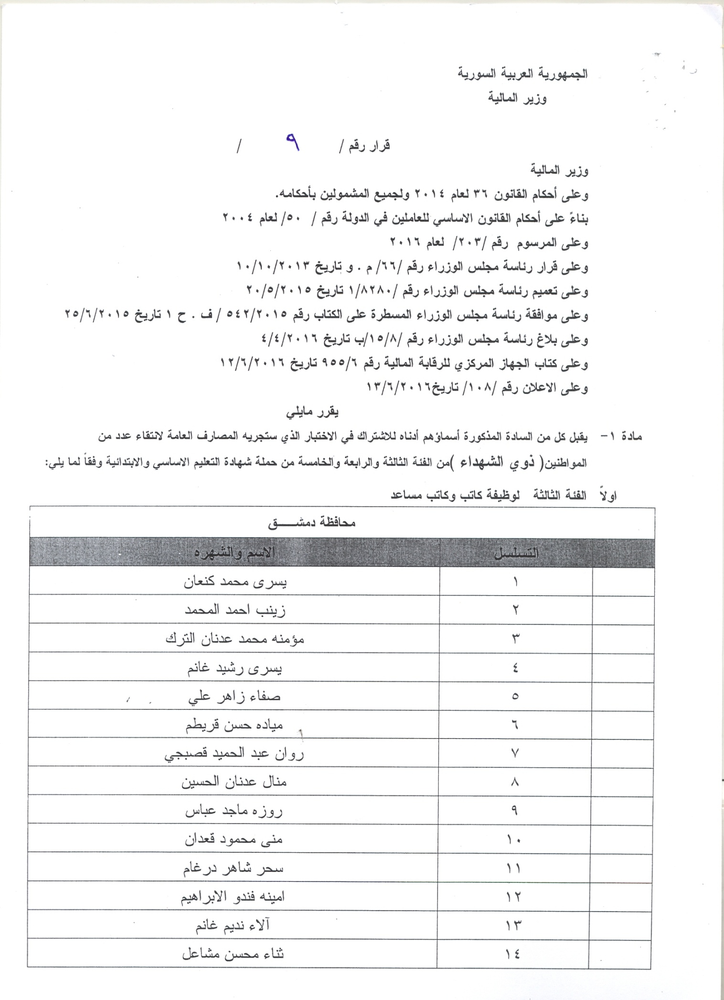 الجمهورية العربية السورية
وزير المالية
قرار رقم / ٩ /
وزير المالية
وعلى أحكام القانون ٣٦ لعام ٢٠١٤ ولجميع المشمولين بأحكامه.
بناءً على أحكام القانون الاساسي للعاملين في الدولة رقم / ٥٠/ لعام ٢٠٠٤
وعلى المرسوم رقم /٢٠٣/ لعام ٢٠١٦
وعلى قرار رئاسة مجلس الوزراء رقم /٦٦/ م . و تاريخ ١٠/١٠/٢٠١٣
وعلى تعميم رئاسة مجلس الوزراء رقم /١/٨٢٨٠ تاريخ ٢٠/٥/٢٠١٥
وعلى موافقة رئاسة مجلس الوزراء المسطرة على الكتاب رقم ٥٤٢/٢٠١٥ / ف . ح ١ تاريخ ٢٥/٦/٢٠١٥
وعلى بلاغ رئاسة مجلس الوزراء رقم /١٥/٨/ب تاريخ ٤/٤/٢٠١٦
وعلى كتاب الجهاز المركزي للرقابة المالية رقم ٩٥٥/٦ تاريخ ١٢/٦/٢٠١٦
وعلى الاعلان رقم /١٠٨/ تاريخ١٣/٦/٢٠١٦
يقرر مايلي
مادة ١- يقبل كل من السادة المذكورة أسماؤهم أدناه للاشتراك في الاختبار الذي ستجريه المصارف العامة لانتقاء عدد من
المواطنين( ذوي الشهداء )من الفئة الثالثة والرابعة والخامسة من حملة شهادة التعليم الاساسي والابتدائية وفقاً لما يلي:
اولاً الفئة الثالثة لوظيفة كاتب وكاتب مساعد
محافظة دمشـــــق
التسلسل الاسم والشهره
١ يسرى محمد كنعان
٢ زينب احمد المحمد
٣ مؤمنه محمد عدنان الترك
٤ يسرى رشيد غانم
٥ صفاء زاهر علي
٦ مياده حسن قريطم
٧ روان عبد الحميد قصبجي
٨ منال عدنان الحسين
٩ روزه ماجد عباس
١٠ منى محمود قعدان
١١ سحر شاهر درغام
١٢ امينه فندو الابراهيم
١٣ آلاء نديم غانم
١٤ ثناء محسن مشاعل